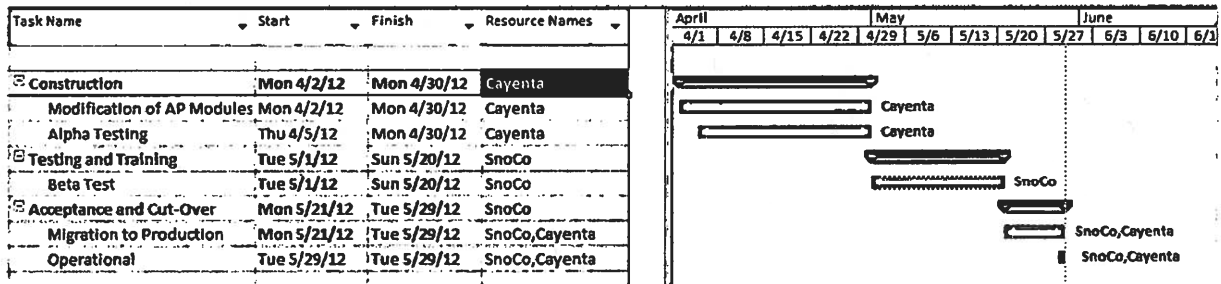 Task Name Start Finish Resource Names April May June
4/1 4/8 4/15 4/22 4/29 5/6 5/13 5/20 5/27 6/3 6/10 6/1
Construction Mon 4/2/12 Mon 4/30/12 Cayenta
Modification of AP Modules Mon 4/2/12 Mon 4/30/12 Cayenta Cayenta
Alpha Testing Thu 4/5/12 Mon 4/30/12 Cayenta Cayenta
Testing and Training Tue 5/1/12 Sun 5/20/12 SnoCo
Beta Test Tue 5/1/12 Sun 5/20/12 SnoCo SnoCo
Acceptance and Cut-Over Mon 5/21/12 Tue 5/29/12 SnoCo
Migration to Production Mon 5/21/12 Tue 5/29/12 SnoCo,Cayenta SnoCo,Cayenta
Operational Tue 5/29/12 Tue 5/29/12 SnoCo,Cayenta SnoCo,Cayenta